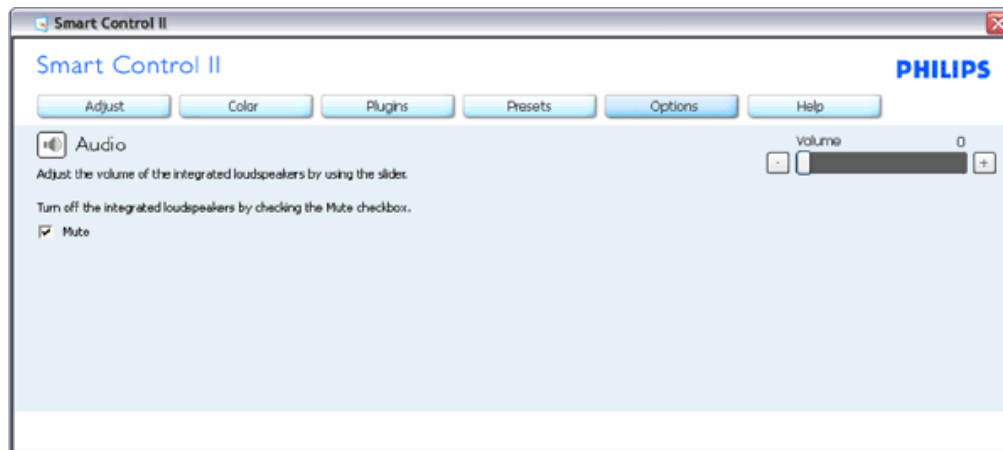 Smart Control II
Smart Control II
PHILIPS
Adjust Color Plugins Presets Options Help
Audio
Volume 0
Adjust the volume of the integrated loudspeakers by using the slider.
- +
Turn off the integrated loudspeakers by checking the Mute checkbox.
Mute